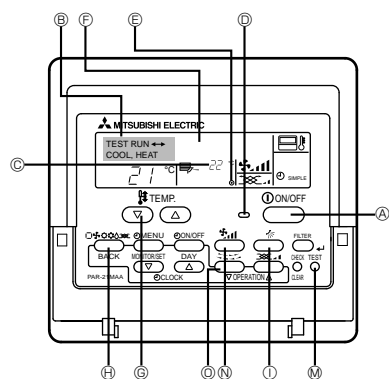 Ⓑ Ⓕ Ⓔ Ⓓ
MITSUBISHI ELECTRIC
TEST RUN ↔
COOL, HEAT
Ⓒ 21 °C 22 °C
SIMPLE
TEMP. ON/OFF
Ⓐ
MENU ON/OFF FILTER
BACK MONITOR/SET DAY CHECK TEST
PAR-21MAA CLOCK OPERATION CLEAR
Ⓗ Ⓖ Ⓞ Ⓝ Ⓘ Ⓜ